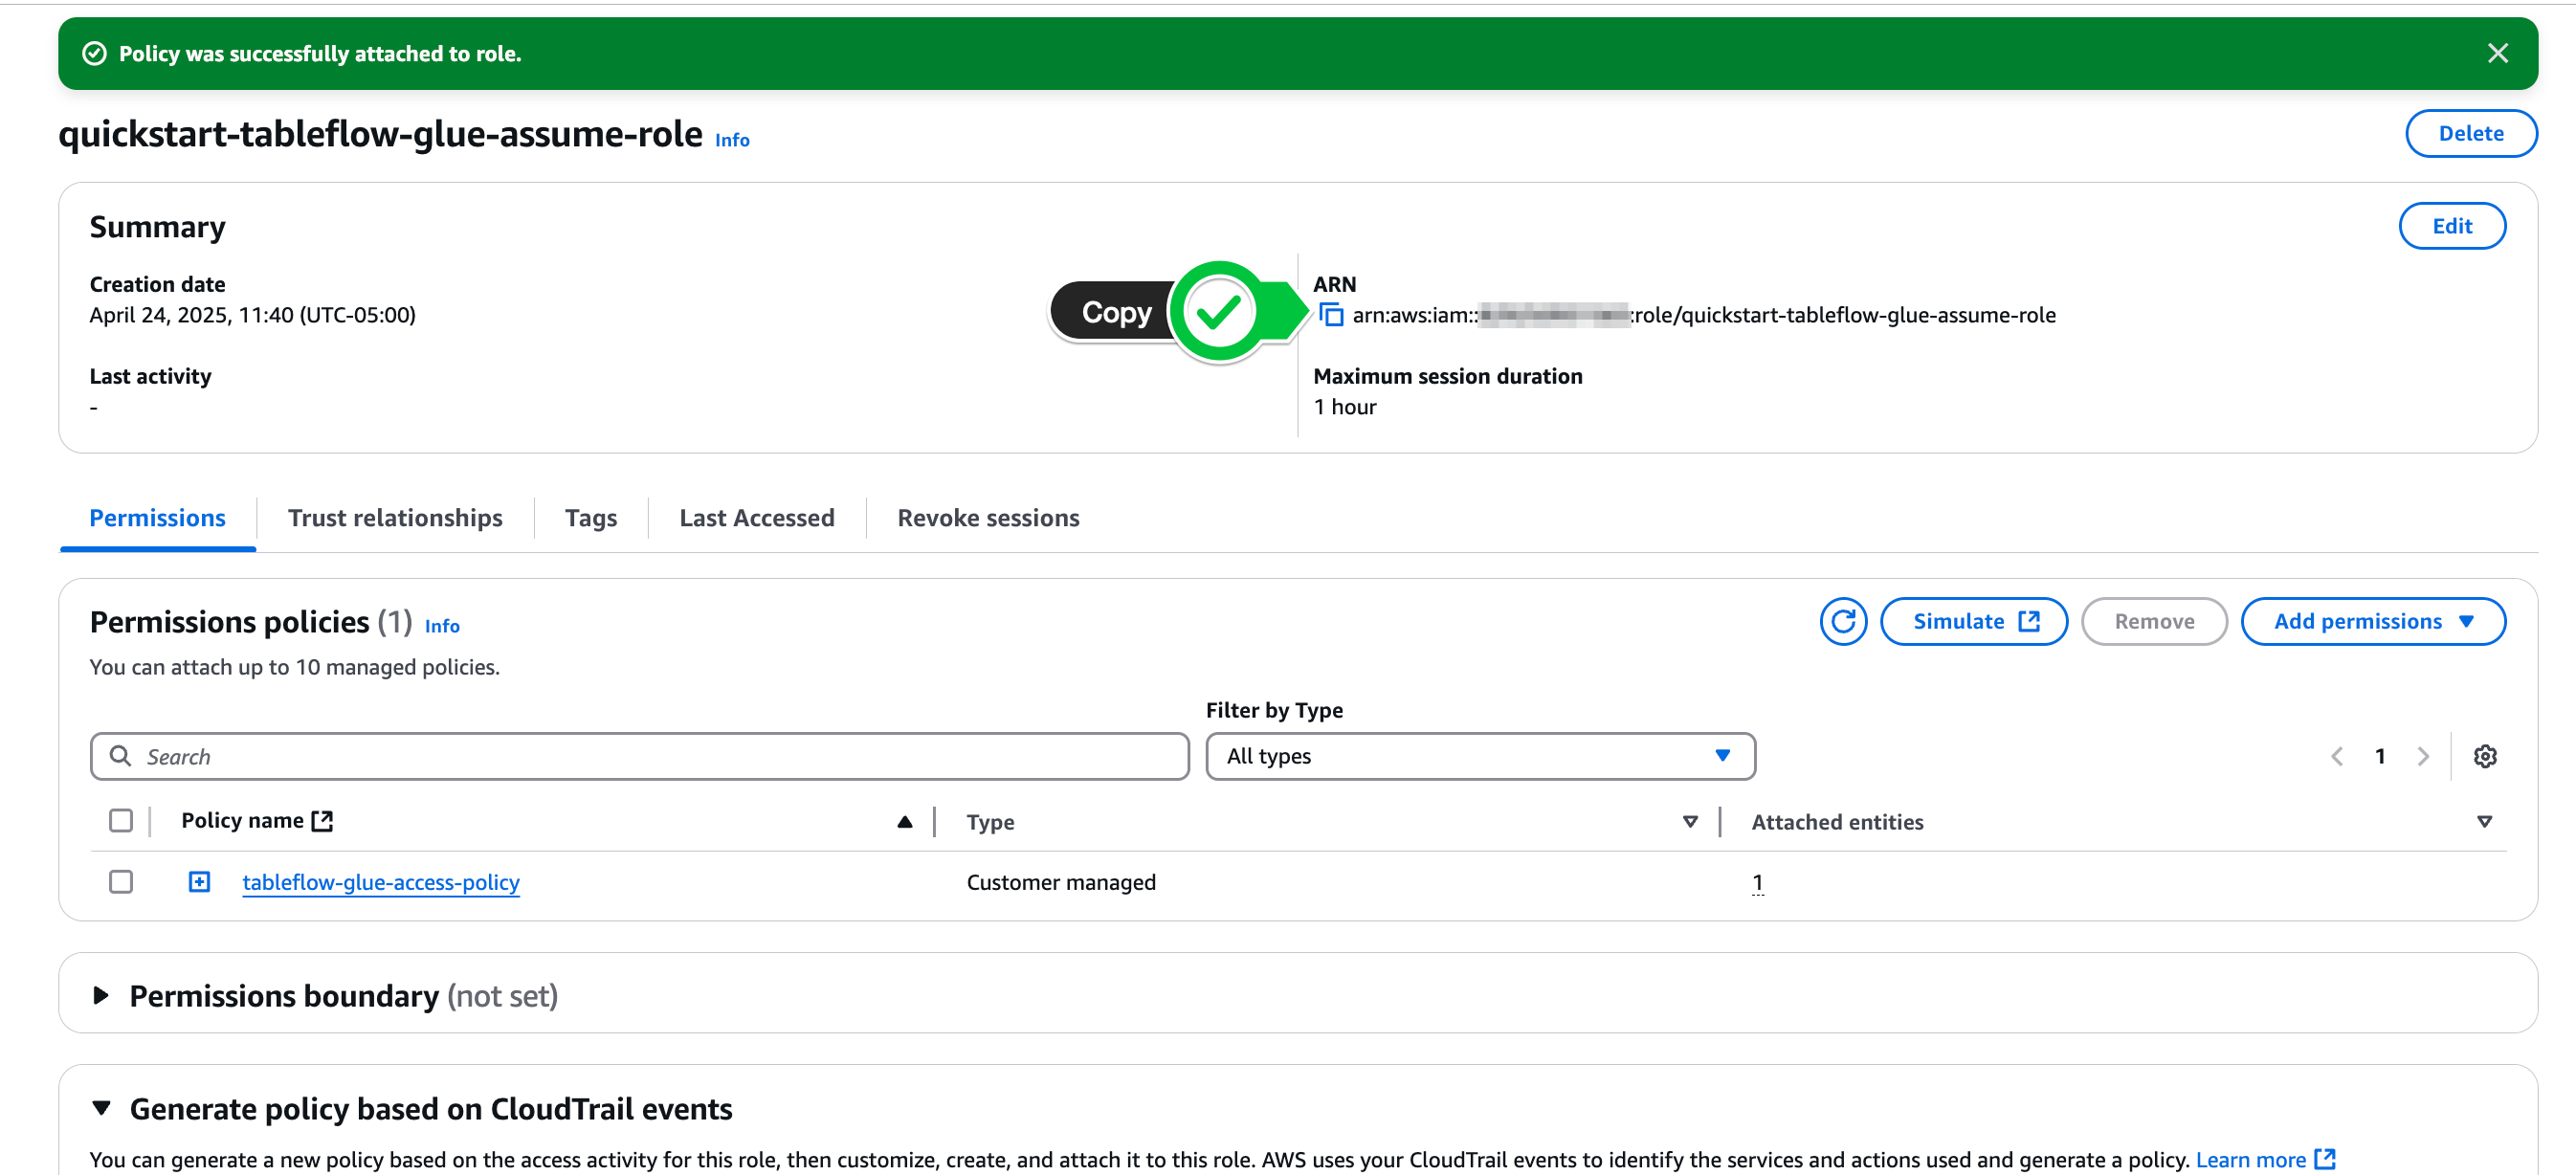 Policy was successfully attached to role.
quickstart-tableflow-glue-assume-role Info
Delete
Summary
Edit
Creation date
April 24, 2025, 11:40 (UTC-05:00)
Copy
ARN
arn:aws:iam:: :role/quickstart-tableflow-glue-assume-role
Last activity
-
Maximum session duration
1 hour
Permissions
Trust relationships
Tags
Last Accessed
Revoke sessions
Permissions policies (1) Info
You can attach up to 10 managed policies.
Simulate
Remove
Add permissions
Filter by Type
Search
All types
1
Policy name
Type
Attached entities
tableflow-glue-access-policy
Customer managed
1
Permissions boundary (not set)
Generate policy based on CloudTrail events
You can generate a new policy based on the access activity for this role, then customize, create, and attach it to this role. AWS uses your CloudTrail events to identify the services and actions used and generate a policy. Learn more